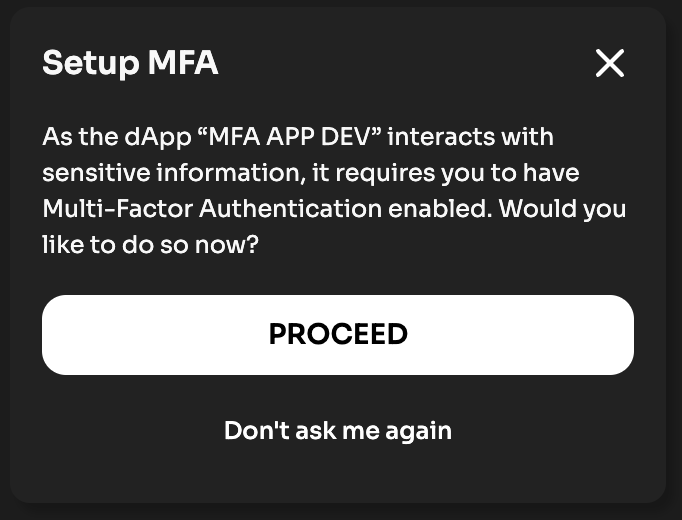 Setup MFA
As the dApp “MFA APP DEV” interacts with
sensitive information, it requires you to have
Multi-Factor Authentication enabled. Would you
like to do so now?
PROCEED
Don't ask me again